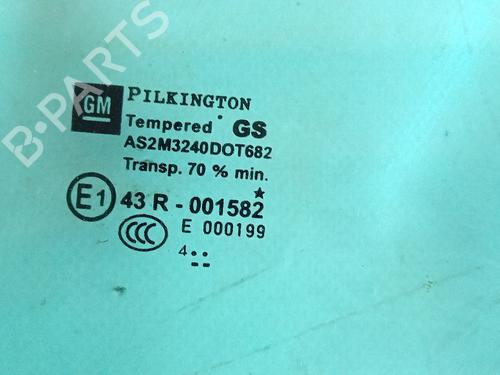 B-PARTS
GM
PILKINGTON
Tempered GS
AS2M3240DOT682
Transp. 70 % min.
E1 43 R - 001582
CCC E 000199
4